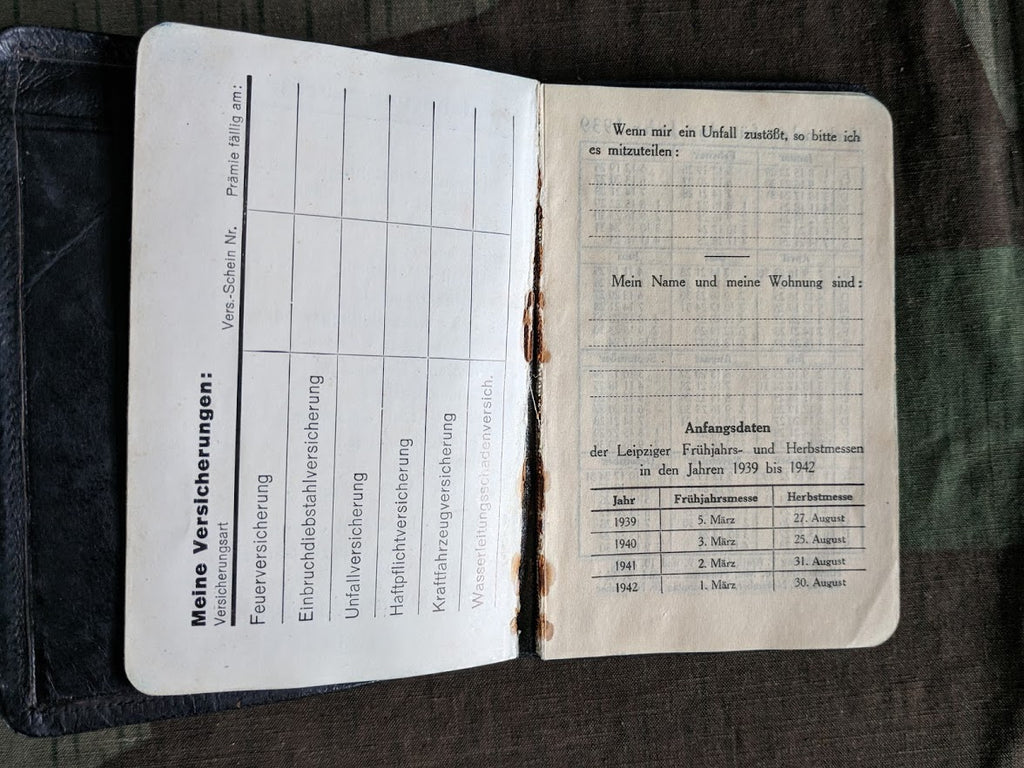 Meine Versicherungen:
Versicherungsart Vers.-Schein Nr. Prämie fällig am:
Feuerversicherung
Einbruchdiebstahlversicherung
Unfallversicherung
Haftpflichtversicherung
Kraftfahrzeugversicherung
Wasserleitungsschadenversich.
Wenn mir ein Unfall zustößt, so bitte ich
es mitzuteilen:
Mein Name und meine Wohnung sind:
Anfangsdaten
der Leipziger Frühjahrs- und Herbstmessen
in den Jahren 1939 bis 1942
Jahr Frühjahrsmesse Herbstmesse
1939 5. März 27. August
1940 3. März 25. August
1941 2. März 31. August
1942 1. März 30. August